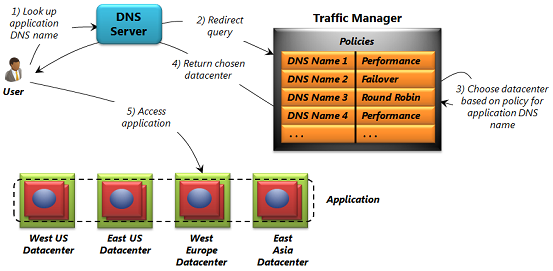 1) Look up
application
DNS name
DNS
Server
2) Redirect
query
Traffic Manager
Policies
DNS Name 1 Performance
DNS Name 2 Failover
DNS Name 3 Round Robin
DNS Name 4 Performance
. . . . . .
3) Choose datacenter
based on policy for
application DNS
name
4) Return chosen
datacenter
User
5) Access
application
Application
West US
Datacenter
East US
Datacenter
West
Europe
Datacenter
East
Asia
Datacenter